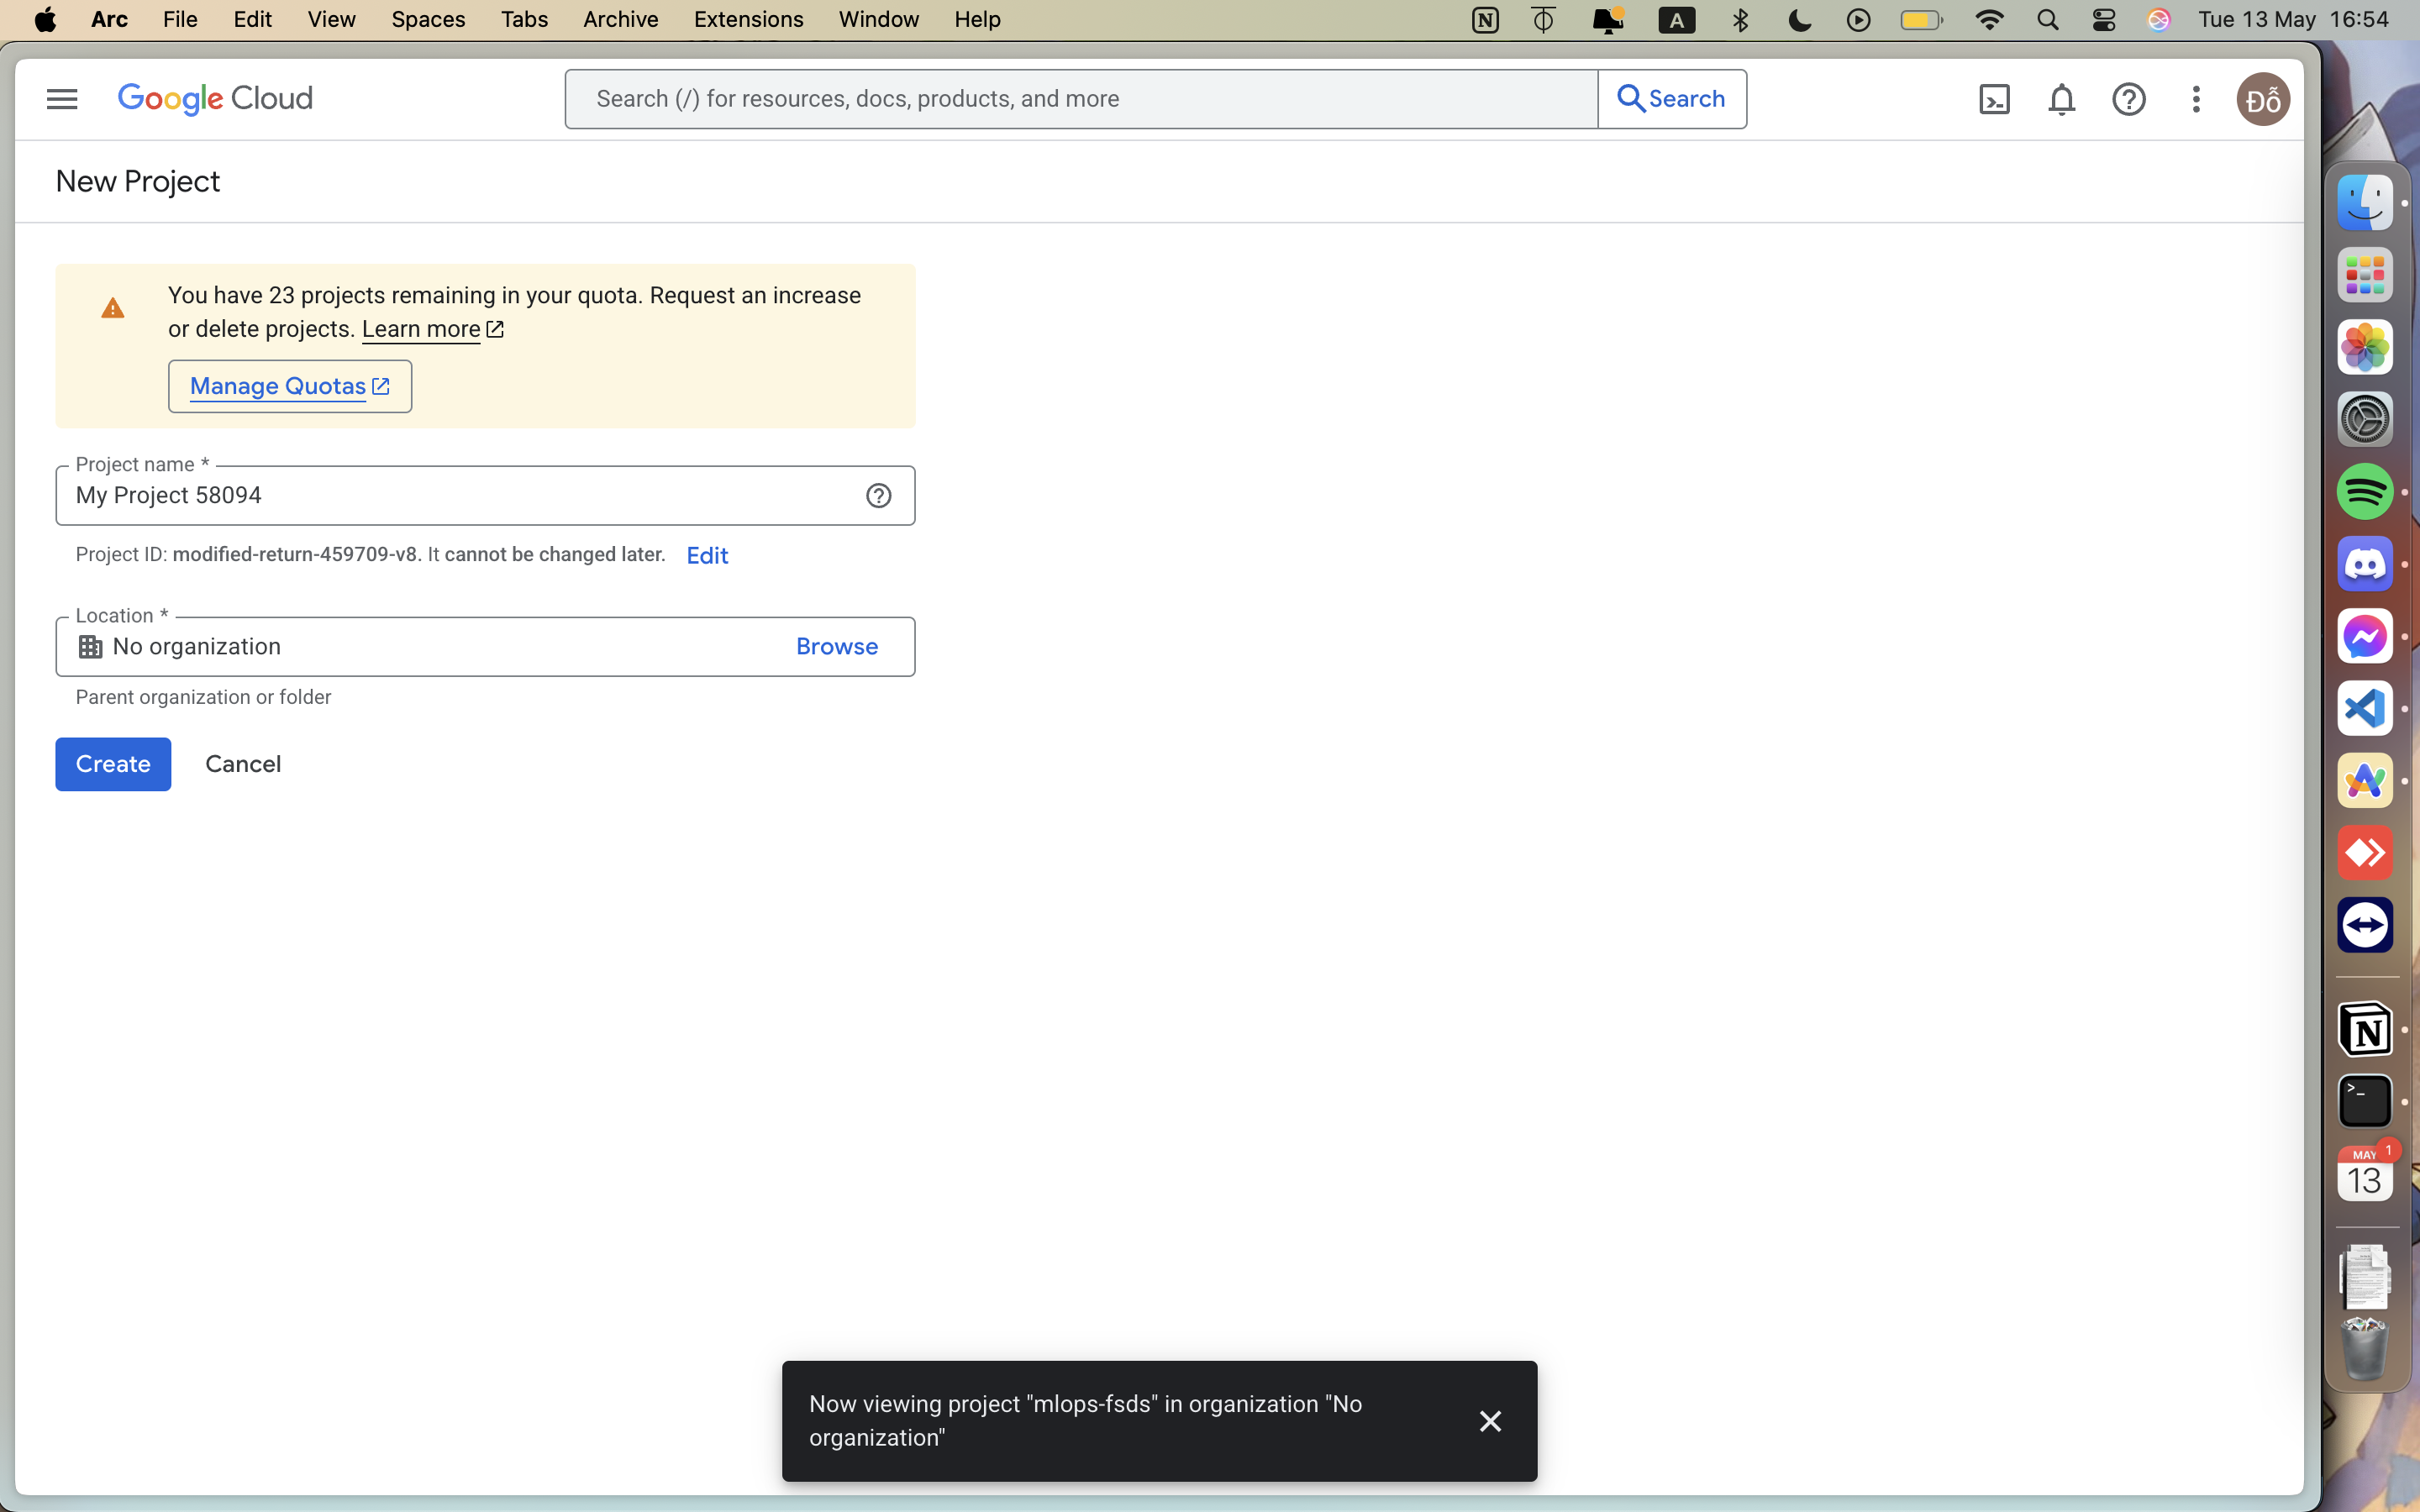 Arc File Edit View Spaces Tabs Archive Extensions Window Help
A
Tue 13 May 16:54
Google Cloud
Search (/) for resources, docs, products, and more
Search
Đỗ
New Project
You have 23 projects remaining in your quota. Request an increase
or delete projects. Learn more
Manage Quotas
Project name *
My Project 58094
Project ID: modified-return-459709-v8. It cannot be changed later. Edit
Location *
No organization
Browse
Parent organization or folder
Create
Cancel
MAY
1
13
Now viewing project "mlops-fsds" in organization "No
organization"